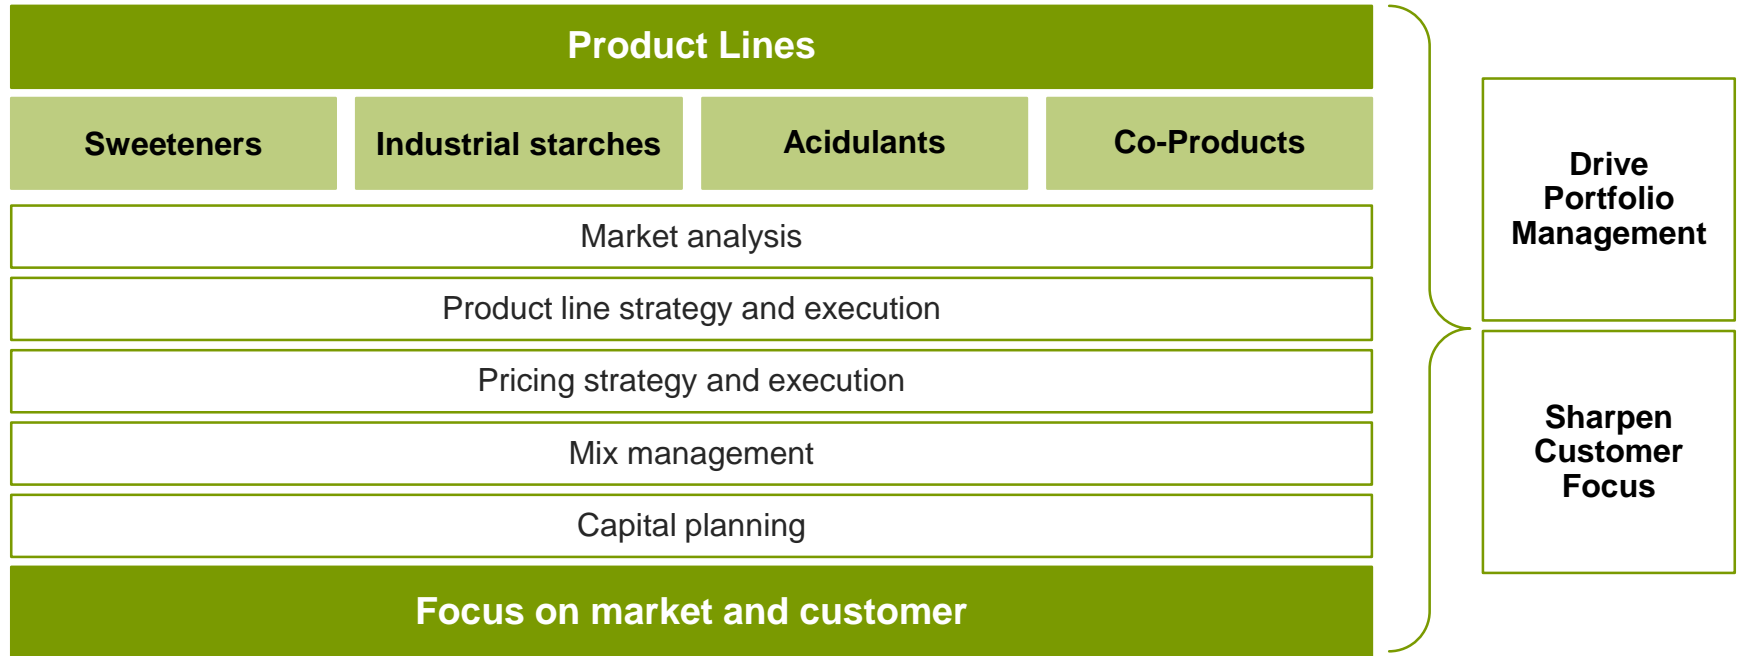 Product Lines
Sweeteners
Industrial starches
Acidulants
Co-Products
Market analysis
Product line strategy and execution
Pricing strategy and execution
Mix management
Capital planning
Focus on market and customer
Drive
Portfolio
Management
Sharpen
Customer
Focus